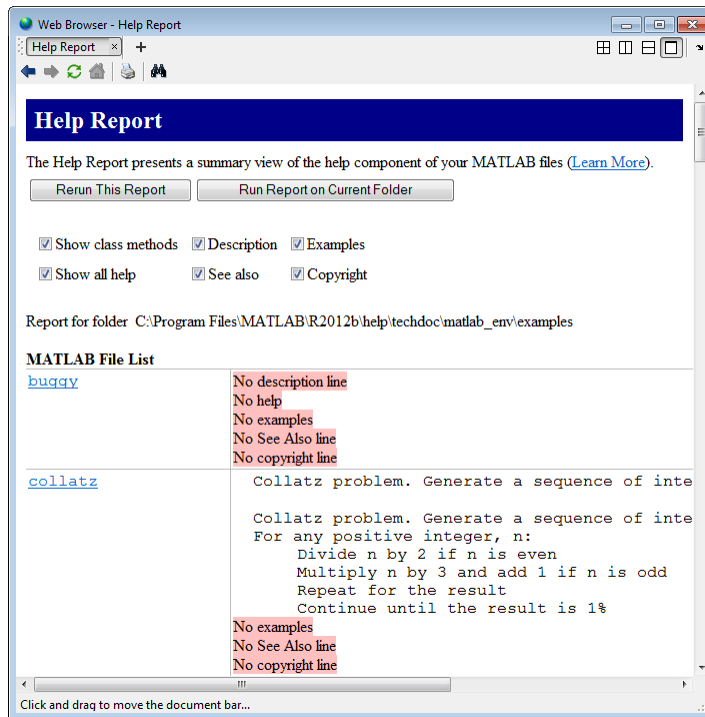 Web Browser - Help Report
Help Report
Help Report
The Help Report presents a summary view of the help component of your MATLAB files (Learn More).
Rerun This Report Run Report on Current Folder
Show class methods Description Examples
Show all help See also Copyright
Report for folder C:\Program Files\MATLAB\R2012b\help\techdoc\matlab_env\examples
MATLAB File List
buggy No description line
No help
No examples
No See Also line
No copyright line
collatz Collatz problem. Generate a sequence of inte
Collatz problem. Generate a sequence of inte
For any positive integer, n:
Divide n by 2 if n is even
Multiply n by 3 and add 1 if n is odd
Repeat for the result
Continue until the result is 1%
No examples
No See Also line
No copyright line
Click and drag to move the document bar...